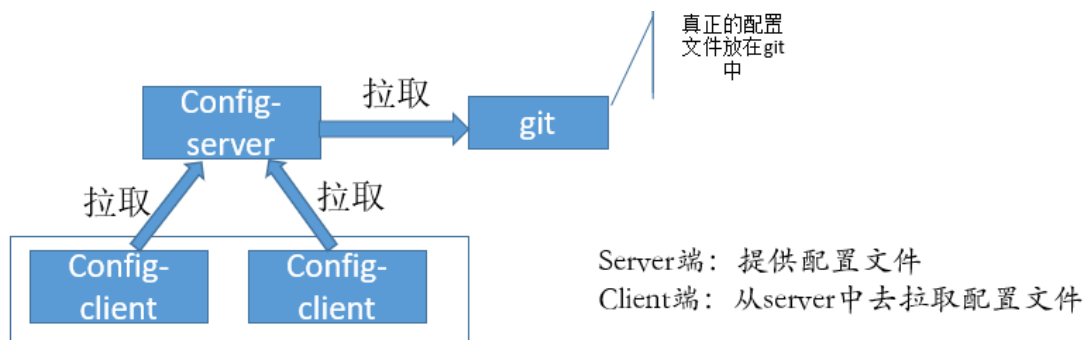 真正的配置
文件放在git
中
拉取
Config-
server
git
拉取
拉取
Config-
client
Config-
client
Server端：提供配置文件
Client端：从server中去拉取配置文件